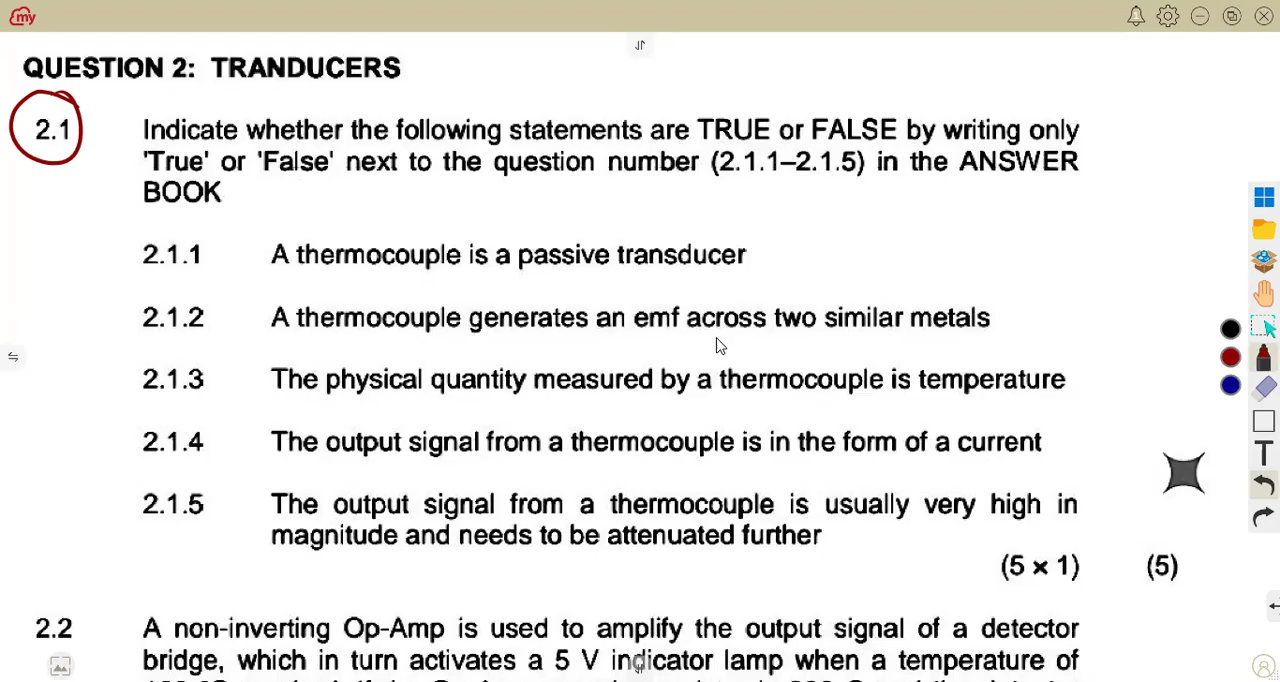 my
QUESTION 2: TRANDUCERS
2.1 Indicate whether the following statements are TRUE or FALSE by writing only
'True' or 'False' next to the question number (2.1.1–2.1.5) in the ANSWER
BOOK
2.1.1 A thermocouple is a passive transducer
2.1.2 A thermocouple generates an emf across two similar metals
2.1.3 The physical quantity measured by a thermocouple is temperature
2.1.4 The output signal from a thermocouple is in the form of a current
2.1.5 The output signal from a thermocouple is usually very high in
magnitude and needs to be attenuated further
(5 × 1) (5)
2.2 A non-inverting Op-Amp is used to amplify the output signal of a detector
bridge, which in turn activates a 5 V indicator lamp when a temperature of